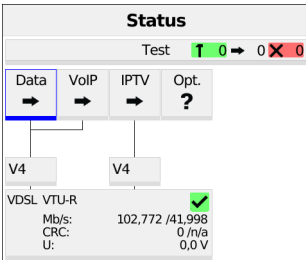 Status
Test 0 0 0
Data VoIP IPTV Opt.
?
V4 V4
VDSL VTU-R
Mb/s: 102,772 /41,998
CRC: 0 /n/a
U: 0,0 V